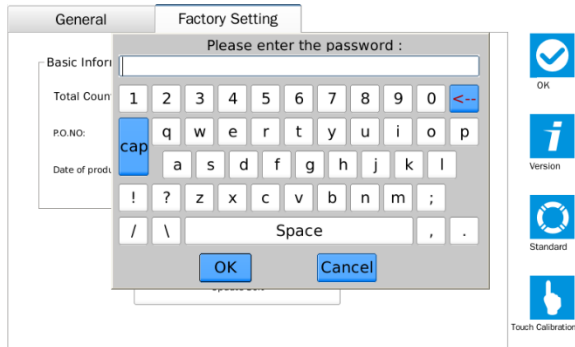 General
Factory Setting
Please enter the password :
Basic Inforr
Total Coun
P.O.NO:
Date of produ
1 2 3 4 5 6 7 8 9 0 <--
cap
q w e r t y u i o p
a s d f g h j k l
! ? z x c v b n m ;
/ \ Space , .
OK
Cancel
OK
Version
Standard
Touch Calibration